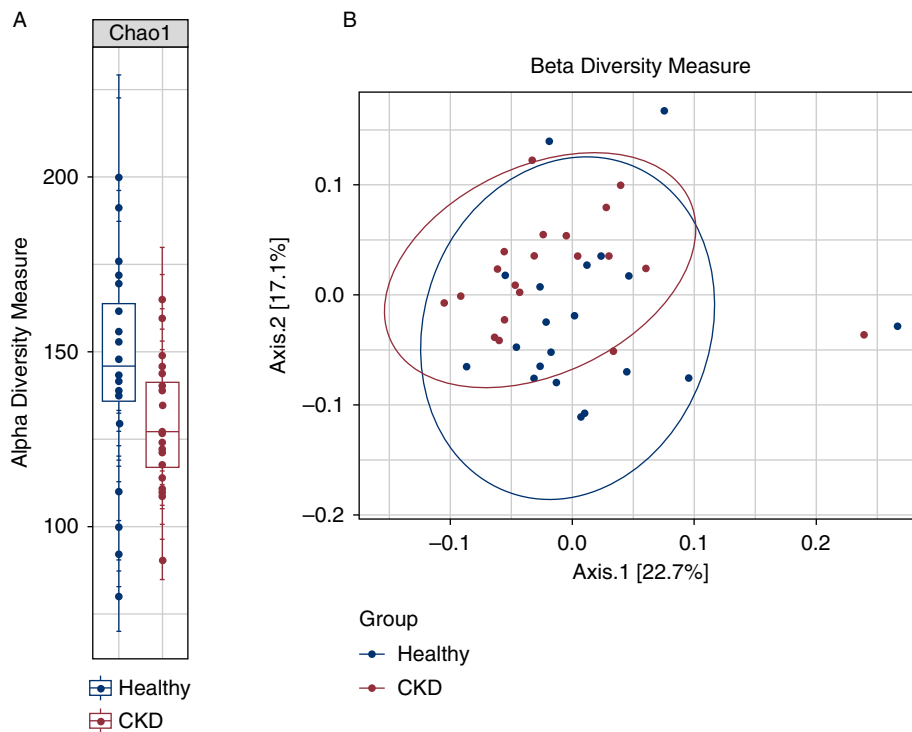 A
Chao1
Alpha Diversity Measure
200
150
100
Healthy
CKD
B
Beta Diversity Measure
Axis.2 [17.1%]
0.1
0.0
–0.1
–0.2
–0.1
0.0
0.1
0.2
Axis.1 [22.7%]
Group
Healthy
CKD